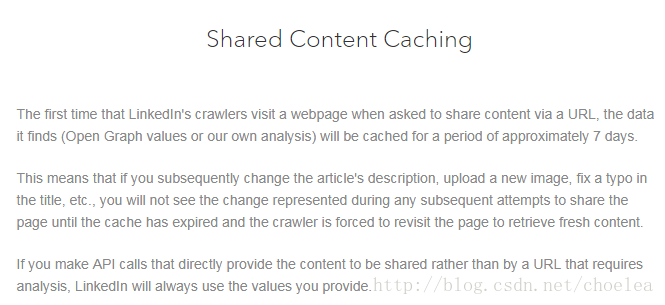 Shared Content Caching
The first time that LinkedIn's crawlers visit a webpage when asked to share content via a URL, the data
it finds (Open Graph values or our own analysis) will be cached for a period of approximately 7 days.
This means that if you subsequently change the article's description, upload a new image, fix a typo in
the title, etc., you will not see the change represented during any subsequent attempts to share the
page until the cache has expired and the crawler is forced to revisit the page to retrieve fresh content.
If you make API calls that directly provide the content to be shared rather than by a URL that requires
analysis, LinkedIn will always use the values you provide.http://blog.csdn.net/choelea